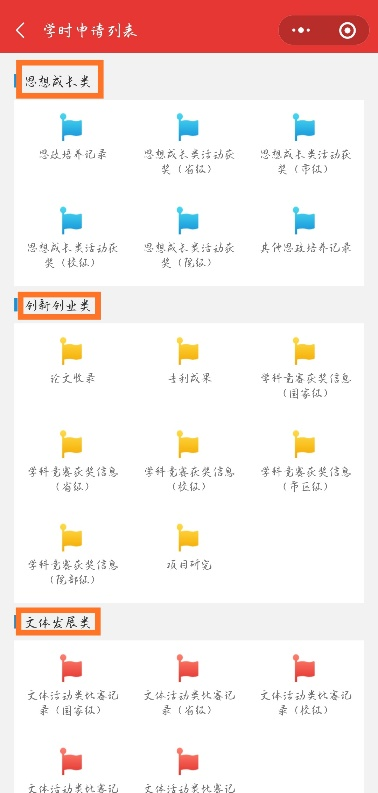 学时申请列表
思想成长类
思政培养记录
思想成长类活动获
奖（省级）
思想成长类活动获
奖（市级）
思想成长类活动获
奖（校级）
思想成长类活动获
奖（院级）
其他思政培养记录
创新创业类
论文收录
专利成果
学科竞赛获奖信息
（国家级）
学科竞赛获奖信息
（省级）
学科竞赛获奖信息
（校级）
学科竞赛获奖信息
（市区级）
学科竞赛获奖信息
（院部级）
项目研究
文体发展类
文体活动类比赛记
录（国家级）
文体活动类比赛记
录（省级）
文体活动类比赛记
录（校级）
文体活动类比赛记
文体活动类比赛记